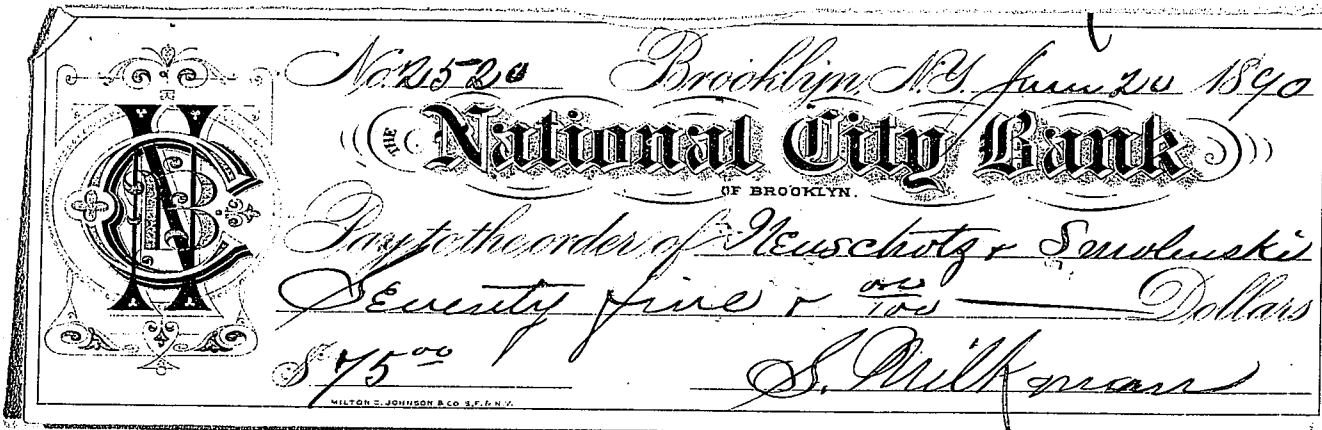 No. 2520 Brooklyn, N.Y. June 20 1890
THE National City Bank
OF BROOKLYN.
Pay to the order of Neuschotz & Smolinski
Seventy five & 00/100 Dollars
$ 75 00
S. Milkman
MILTON C. JOHNSON & CO S.F. & N.Y.
NCB